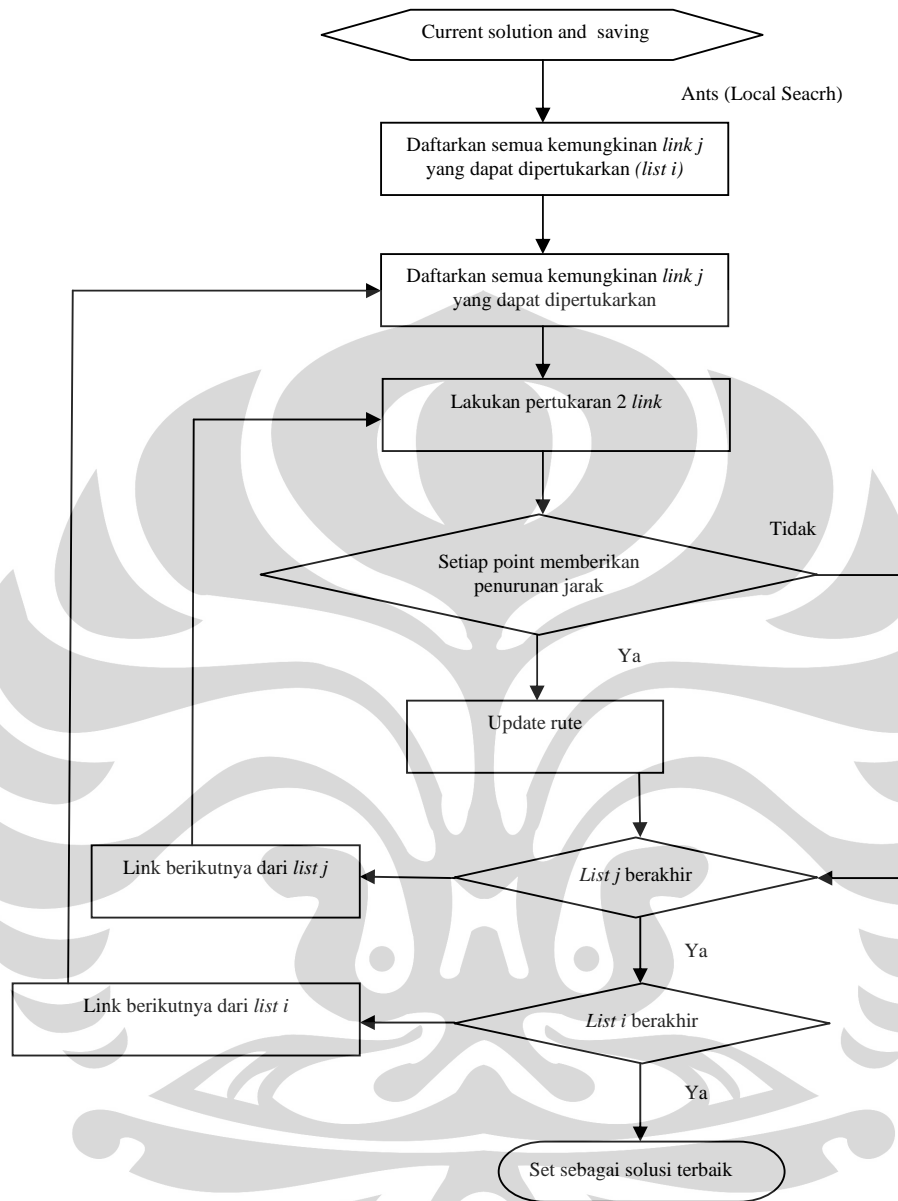 Current solution and saving
Ants (Local Seacrh)
Daftarkan semua kemungkinan link j
yang dapat dipertukarkan (list i)
Daftarkan semua kemungkinan link j
yang dapat dipertukarkan
Lakukan pertukaran 2 link
Tidak
Setiap point memberikan
penurunan jarak
Ya
Update rute
Link berikutnya dari list j
List j berakhir
Ya
Link berikutnya dari list i
List i berakhir
Ya
Set sebagai solusi terbaik